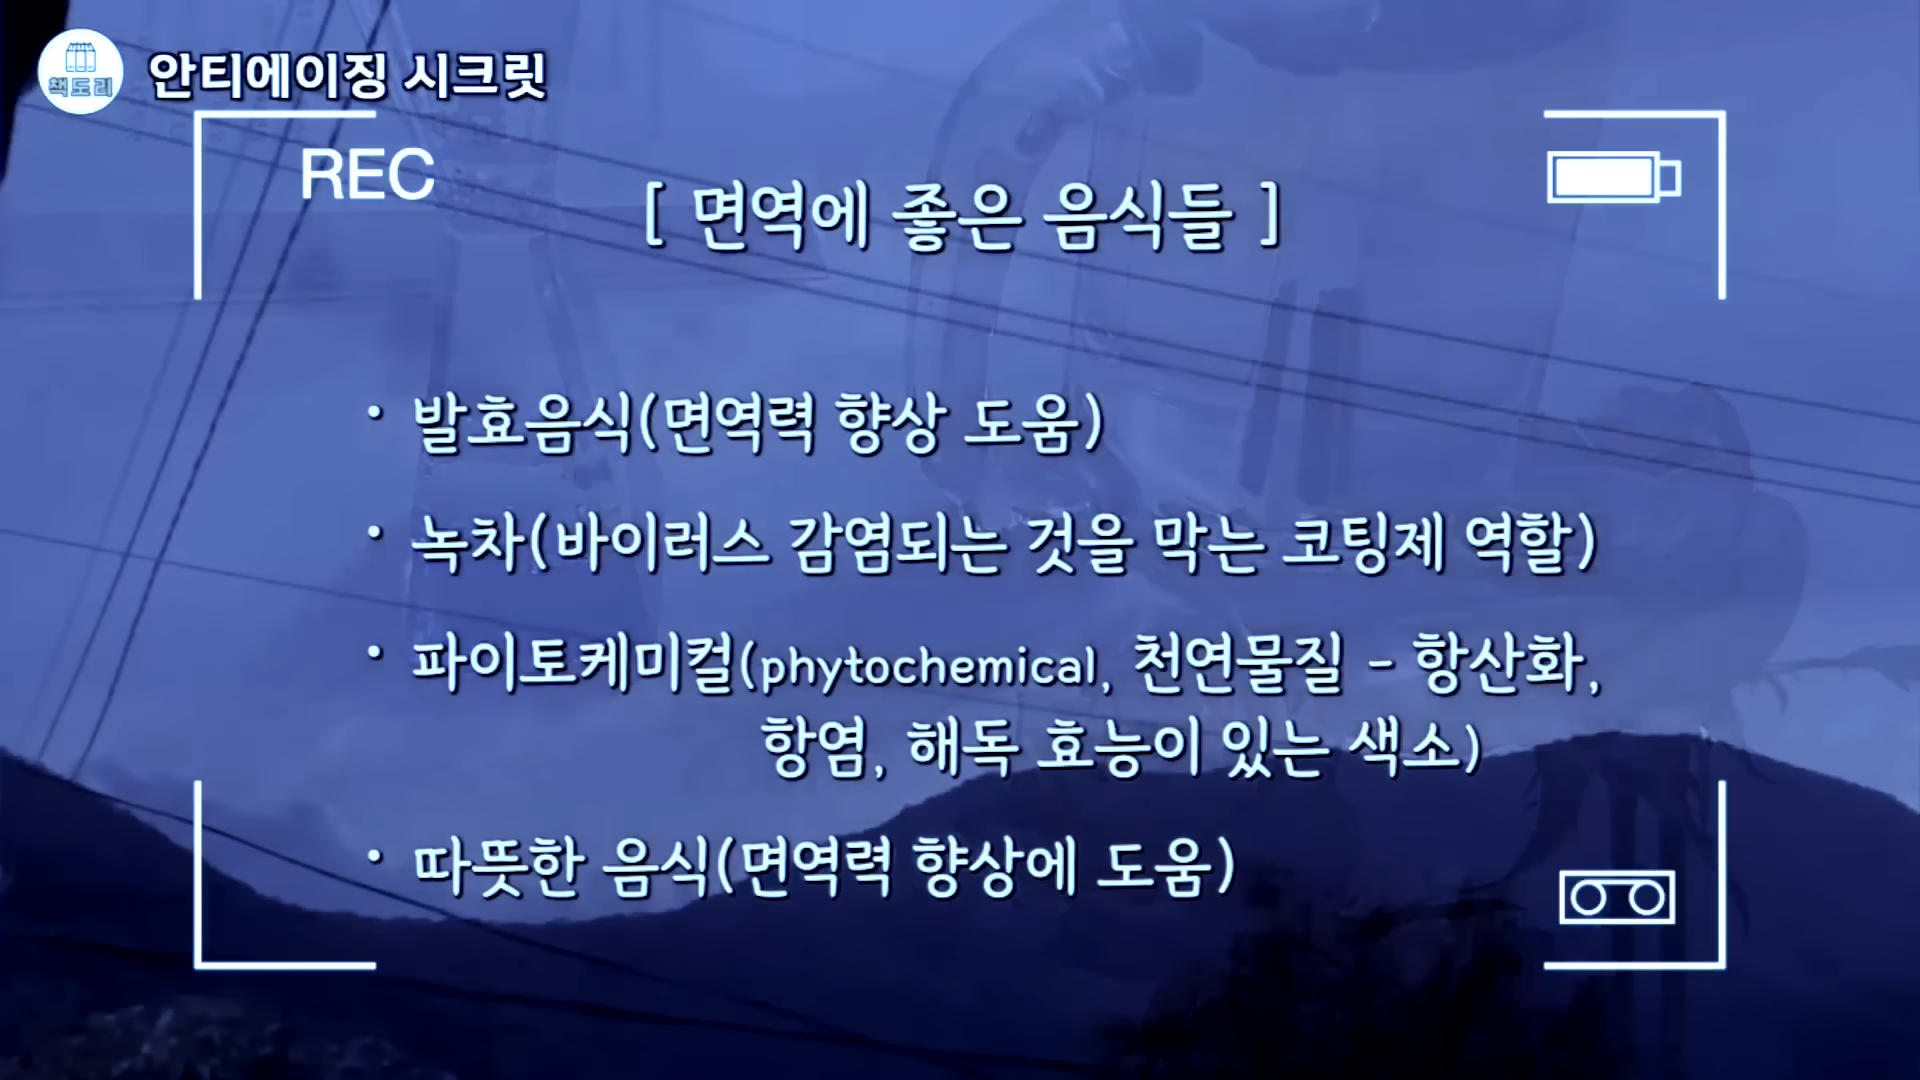 책도리
안티에이징 시크릿
REC
[ 면역에 좋은 음식들 ]
· 발효음식(면역력 향상 도움)
· 녹차(바이러스 감염되는 것을 막는 코팅제 역할)
· 파이토케미컬(phytochemical, 천연물질 - 항산화,
항염, 해독 효능이 있는 색소)
· 따뜻한 음식(면역력 향상에 도움)